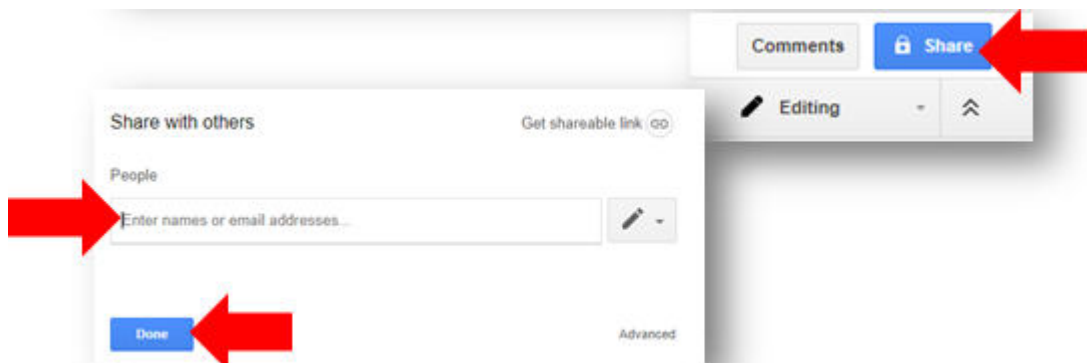 Comments Share
Editing
Share with others Get shareable link
People
Enter names or email addresses...
Done Advanced